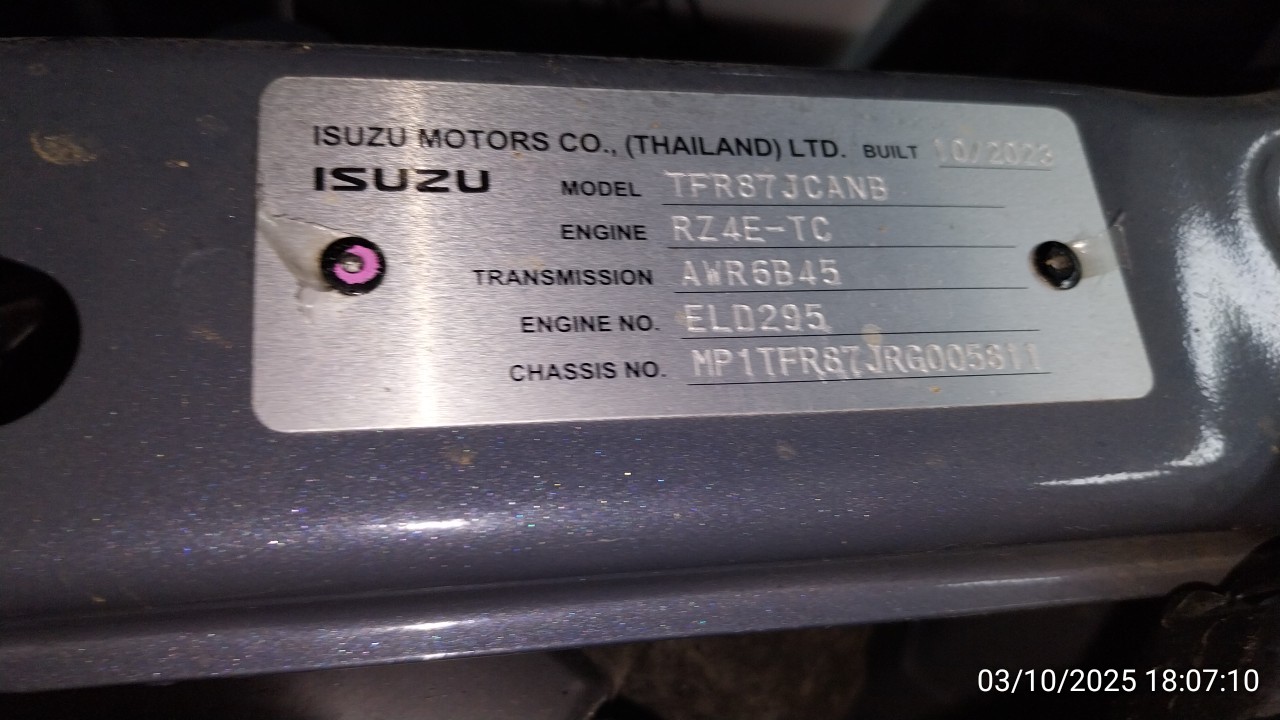 ISUZU MOTORS CO., (THAILAND) LTD. BUILT 10/2023
ISUZU MODEL TFR87JCANB
ENGINE RZ4E-TC
TRANSMISSION AWR6B45
ENGINE NO. ELD295
CHASSIS NO. MP1TFR87JRG005811
03/10/2025 18:07:10